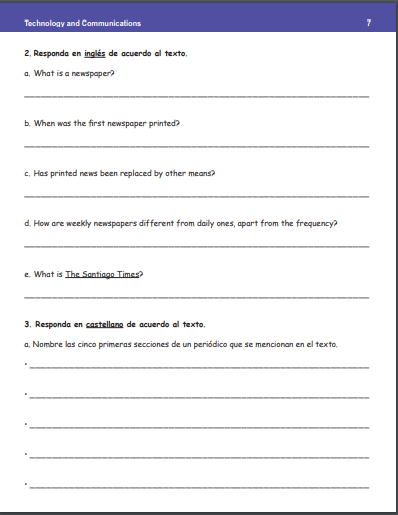 Technology and Communications 7
2. Responda en inglés de acuerdo al texto.
a. What is a newspaper?
b. When was the first newspaper printed?
c. Has printed news been replaced by other means?
d. How are weekly newspapers different from daily ones, apart from the frequency?
e. What is The Santiago Times?
3. Responda en castellano de acuerdo al texto.
a. Nombre las cinco primeras secciones de un periódico que se mencionan en el texto.